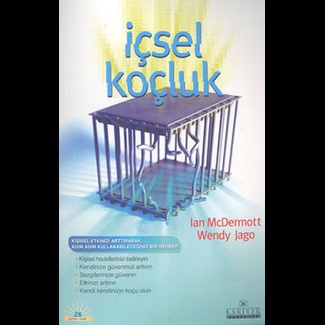 içsel
koçluk
Ian McDermott
Wendy Jago
KİŞİSEL ETKİNİZİ ARTTIRARAK,
ADIM ADIM KULLANABİLECEĞİNİZ BİR REHBER
• Kişisel hedeflerinizi belirleyin
• Kendinize güveninizi arttırın
• Sezgilerinize güvenin
• Etkinizi arttırın
• Kendi kendinizin koçu olun
28
KARİYER